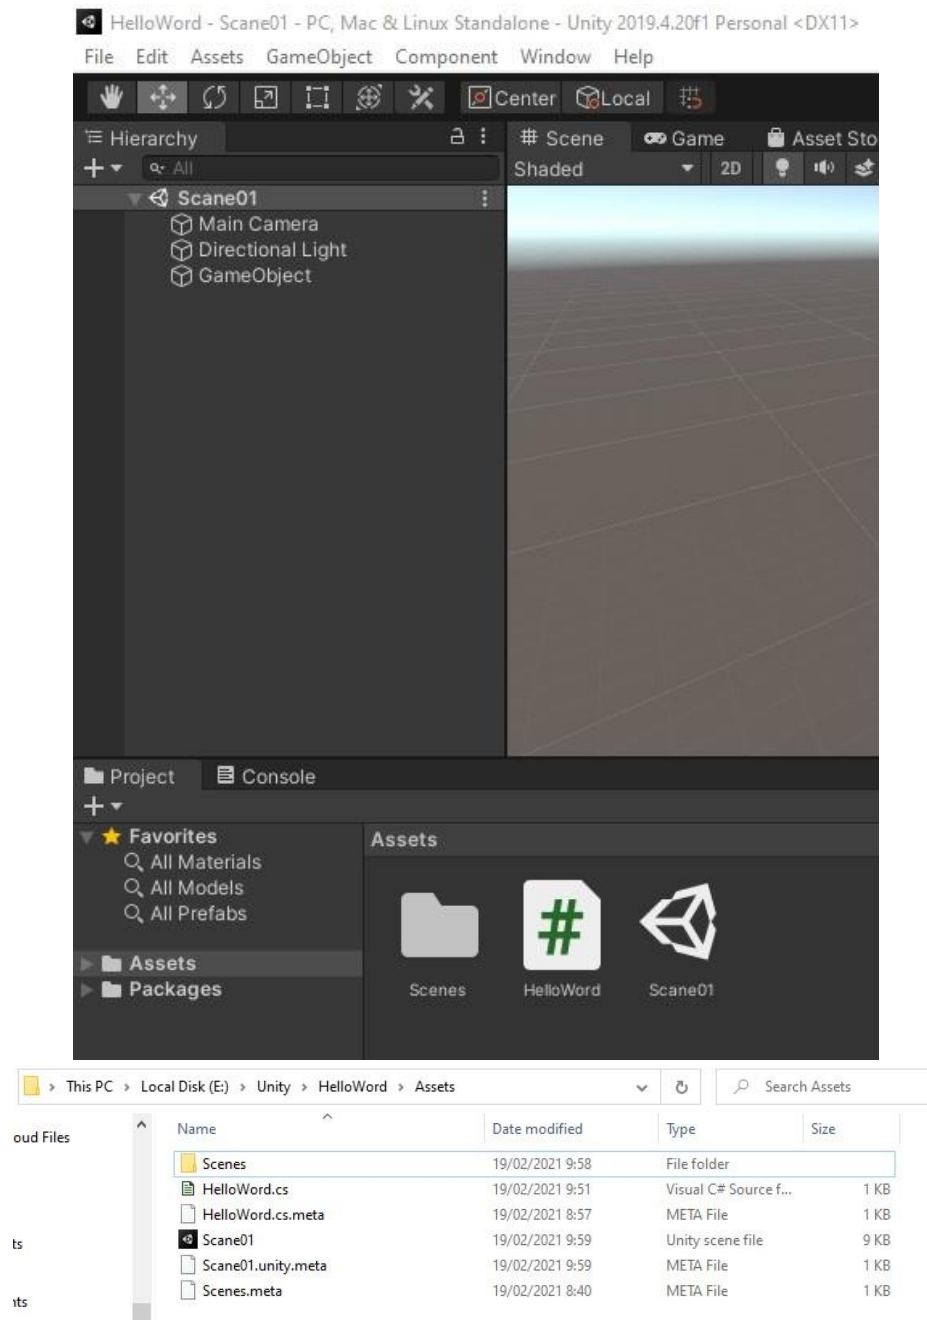 HelloWord - Scane01 - PC, Mac & Linux Standalone - Unity 2019.4.20f1 Personal <DX11>
File Edit Assets GameObject Component Window Help
Center Local
Hierarchy
# Scene Game Asset Sto
All
Shaded 2D
Scane01
Main Camera
Directional Light
GameObject
Project Console
Favorites
All Materials
All Models
All Prefabs
Assets
Packages
Assets
#
Scenes HelloWord Scane01
This PC > Local Disk (E:) > Unity > HelloWord > Assets
Search Assets
oud Files
ts
nts
Name Date modified Type Size
Scenes 19/02/2021 9:58 File folder
HelloWord.cs 19/02/2021 9:51 Visual C# Source f... 1 KB
HelloWord.cs.meta 19/02/2021 8:57 META File 1 KB
Scane01 19/02/2021 9:59 Unity scene file 9 KB
Scane01.unity.meta 19/02/2021 9:59 META File 1 KB
Scenes.meta 19/02/2021 8:40 META File 1 KB